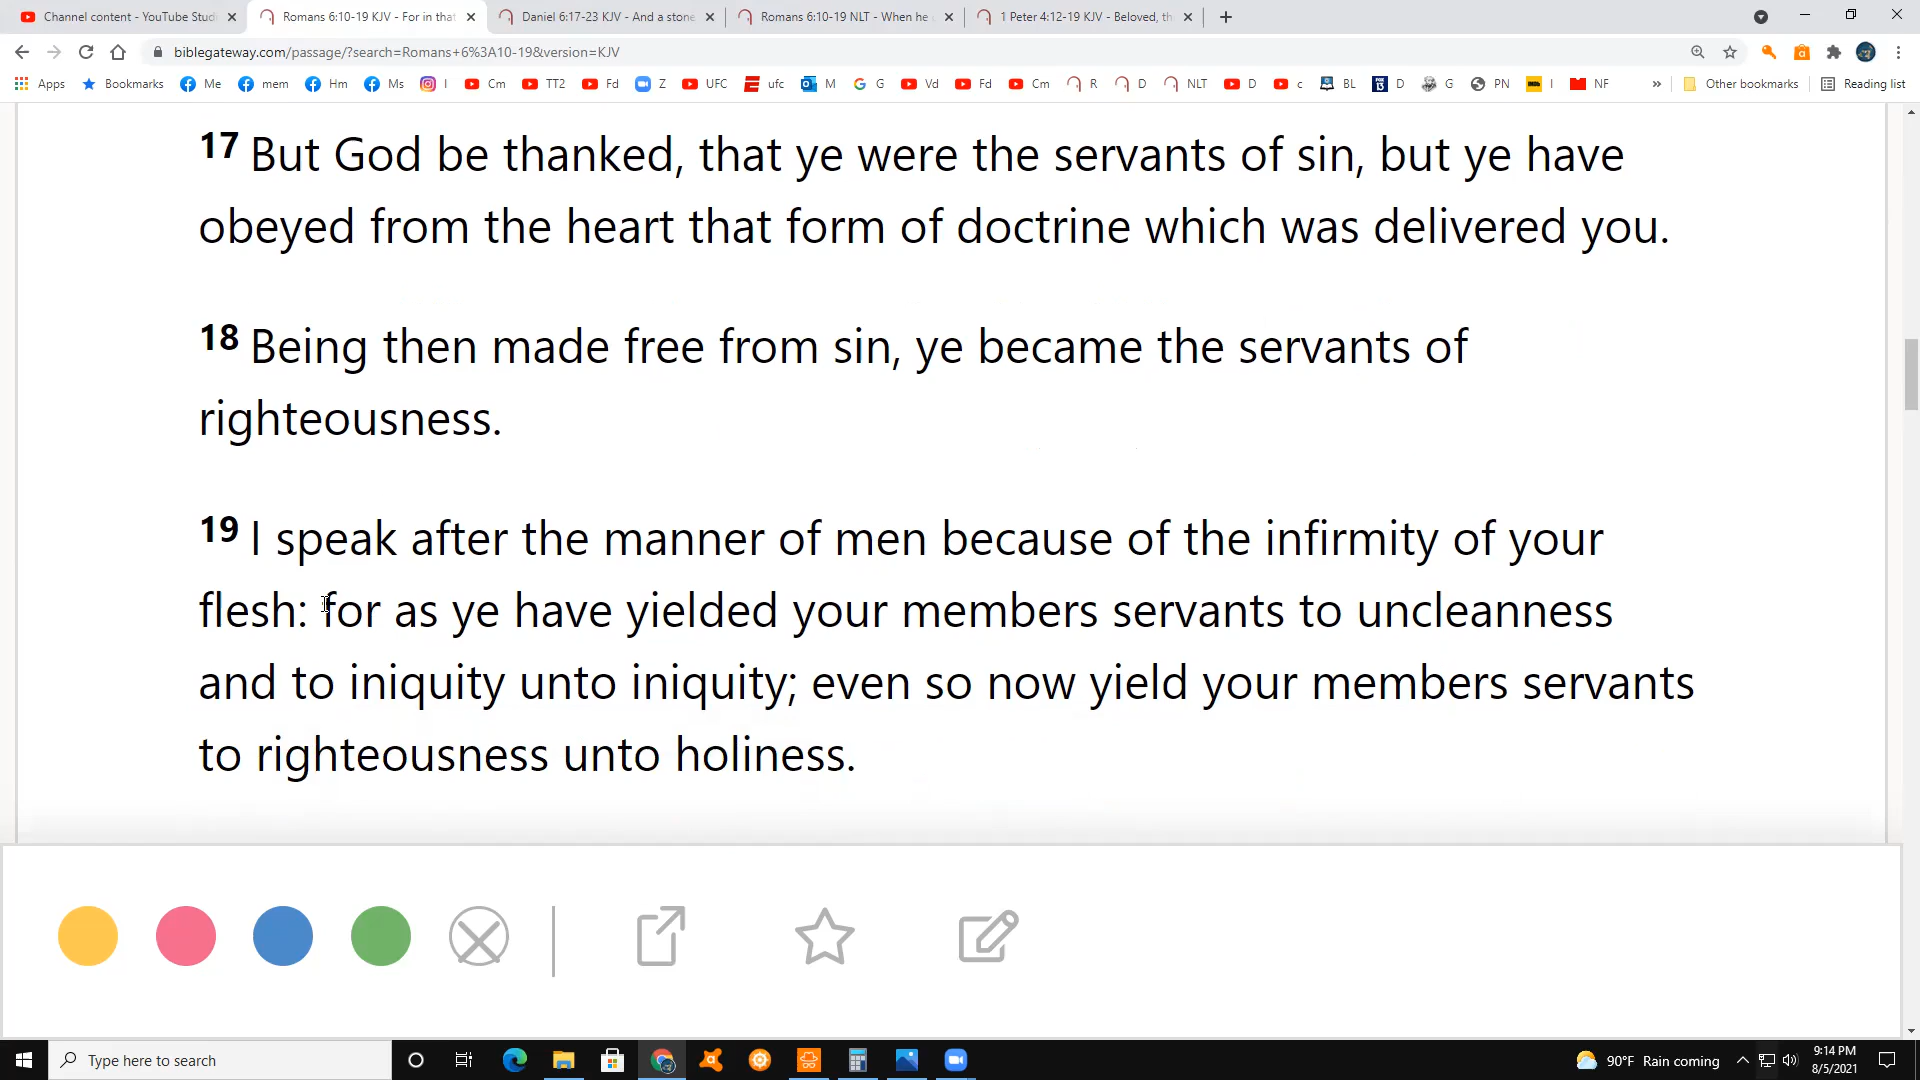 Channel content - YouTube Studi
Romans 6:10-19 KJV - For in that
Daniel 6:17-23 KJV - And a stone
Romans 6:10-19 NLT - When he
1 Peter 4:12-19 KJV - Beloved, th
biblegateway.com/passage/?search=Romans+6%3A10-19&version=KJV
Apps Bookmarks Me mem Hm Ms I Cm TT2 Fd Z UFC ufc M G Vd Fd Cm R D NLT D c BL D G PN I NF » Other bookmarks Reading list
17 But God be thanked, that ye were the servants of sin, but ye have
obeyed from the heart that form of doctrine which was delivered you.
18 Being then made free from sin, ye became the servants of
righteousness.
19 I speak after the manner of men because of the infirmity of your
flesh: for as ye have yielded your members servants to uncleanness
and to iniquity unto iniquity; even so now yield your members servants
to righteousness unto holiness.
Type here to search
90°F Rain coming
9:14 PM
8/5/2021